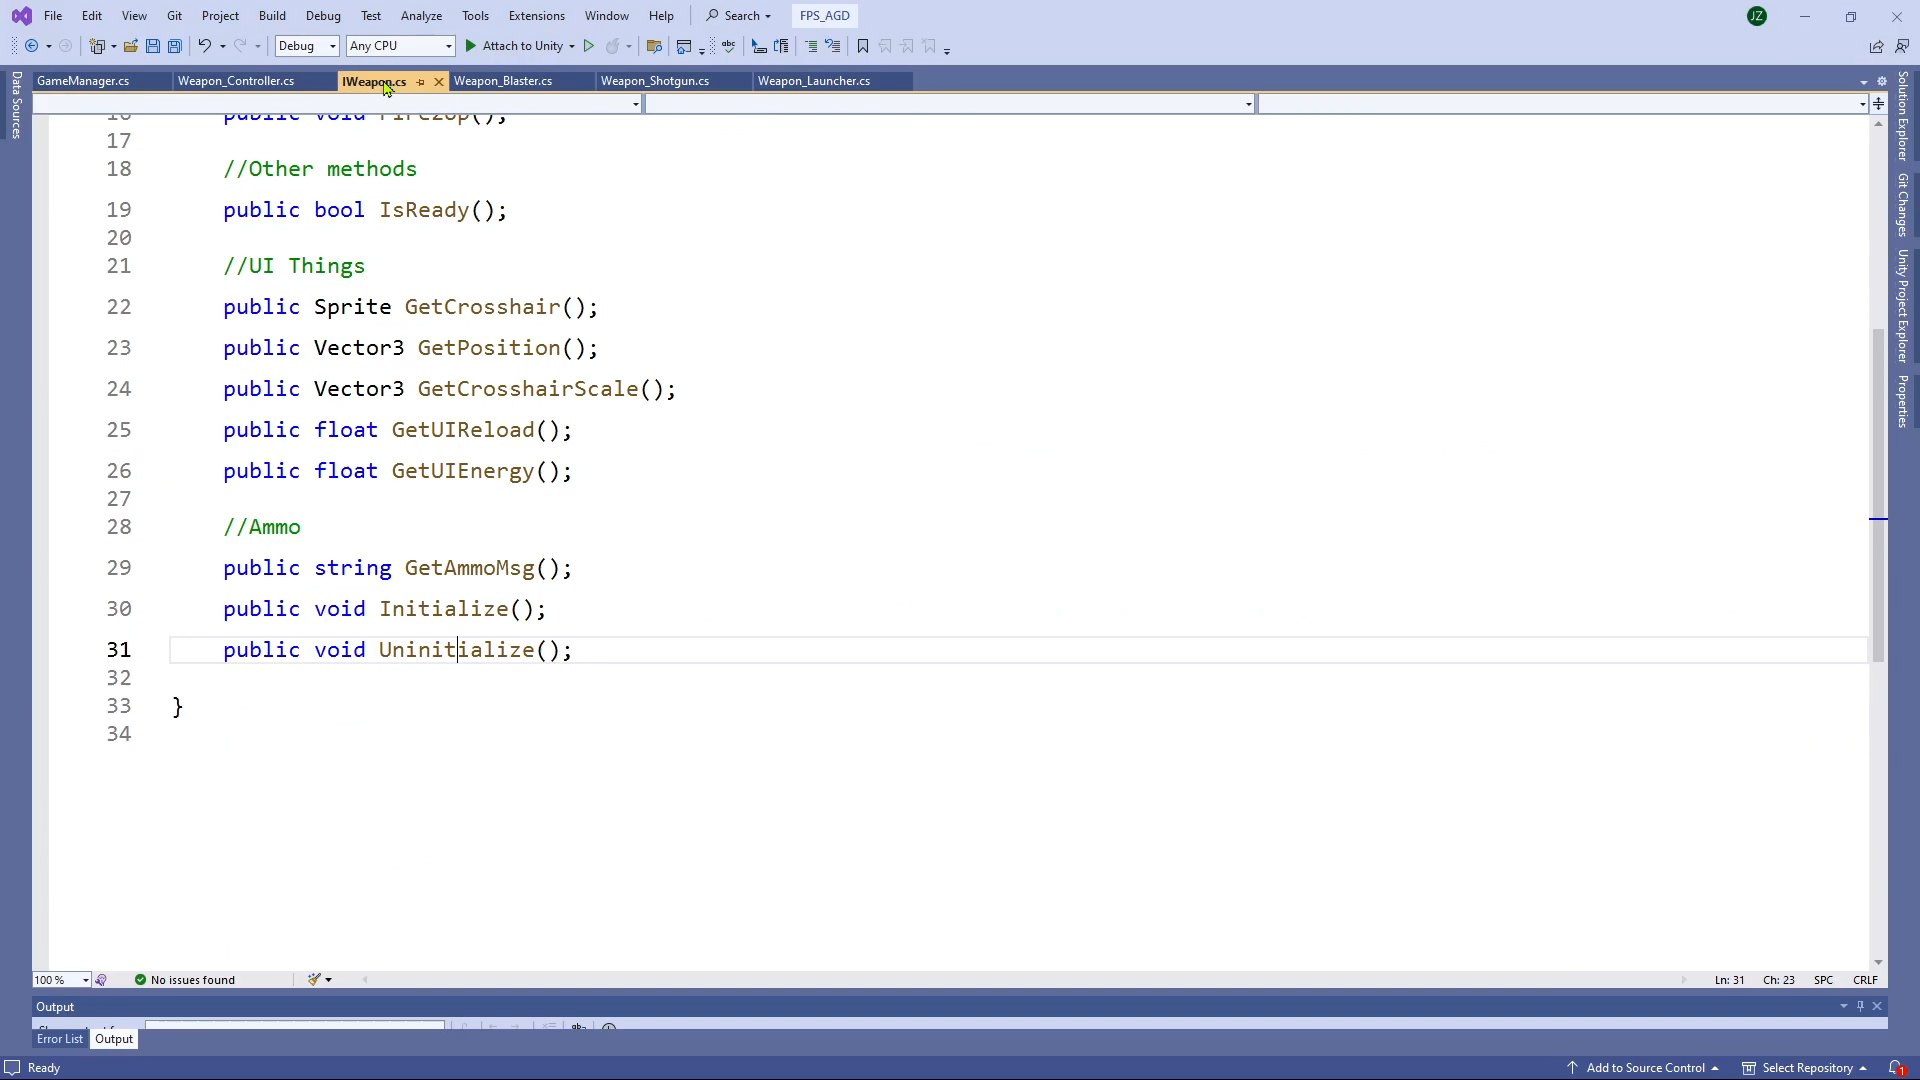 File Edit View Git Project Build Debug Test Analyze Tools Extensions Window Help Search FPS_AGD JZ
Debug Any CPU Attach to Unity
GameManager.cs Weapon_Controller.cs IWeapon.cs Weapon_Blaster.cs Weapon_Shotgun.cs Weapon_Launcher.cs
Data Sources
Solution Explorer
Git Changes
Unity Project Explorer
Properties
16 public void Fire2Up();
17
18 //Other methods
19 public bool IsReady();
20
21 //UI Things
22 public Sprite GetCrosshair();
23 public Vector3 GetPosition();
24 public Vector3 GetCrosshairScale();
25 public float GetUIReload();
26 public float GetUIEnergy();
27
28 //Ammo
29 public string GetAmmoMsg();
30 public void Initialize();
31 public void Uninitialize();
32
33 }
34
100 % No issues found Ln: 31 Ch: 23 SPC CRLF
Output
Error List Output
Ready Add to Source Control Select Repository 1